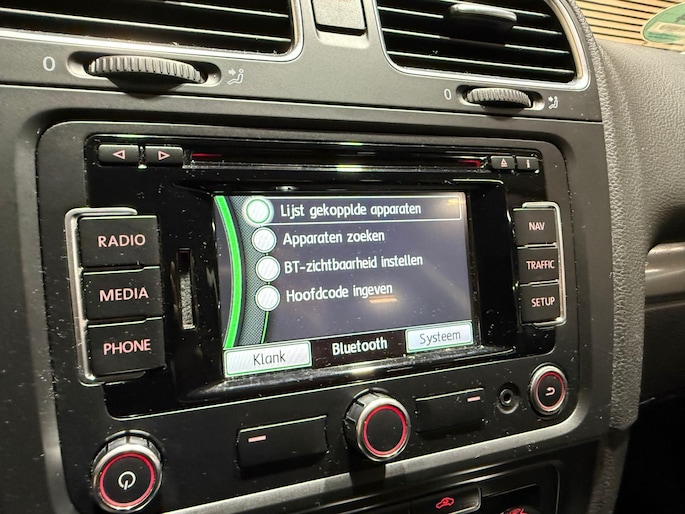 0
0
RADIO
MEDIA
PHONE
Lijst gekopplde apparaten
Apparaten zoeken
BT-zichtbaarheid instellen
Hoofdcode ingeven
Klank
Bluetooth
Systeem
NAV
TRAFFIC
SETUP